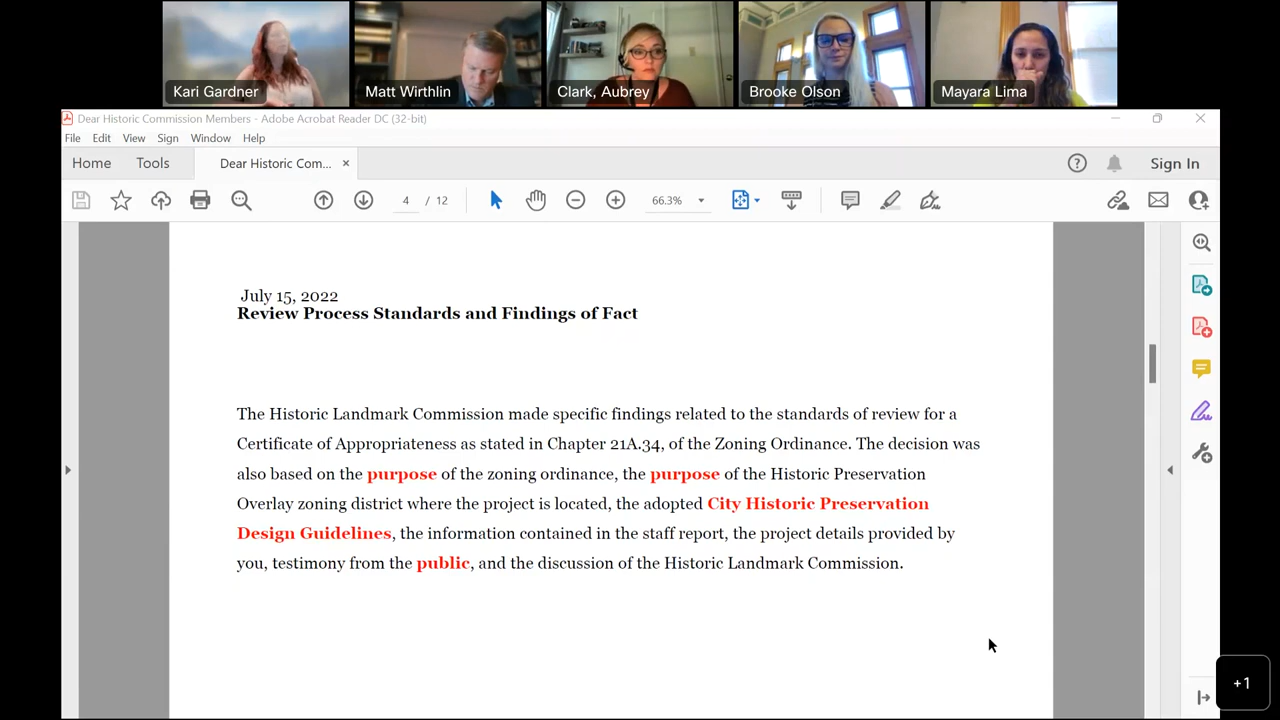 Kari Gardner
Matt Wirthlin
Clark, Aubrey
Brooke Olson
Mayara Lima
Dear Historic Commission Members - Adobe Acrobat Reader DC (32-bit)
File Edit View Sign Window Help
Home Tools Dear Historic Com... × Sign In
4 / 12 66.3%
July 15, 2022
Review Process Standards and Findings of Fact
The Historic Landmark Commission made specific findings related to the standards of review for a
Certificate of Appropriateness as stated in Chapter 21A.34, of the Zoning Ordinance. The decision was
also based on the purpose of the zoning ordinance, the purpose of the Historic Preservation
Overlay zoning district where the project is located, the adopted City Historic Preservation
Design Guidelines, the information contained in the staff report, the project details provided by
you, testimony from the public, and the discussion of the Historic Landmark Commission.
+1